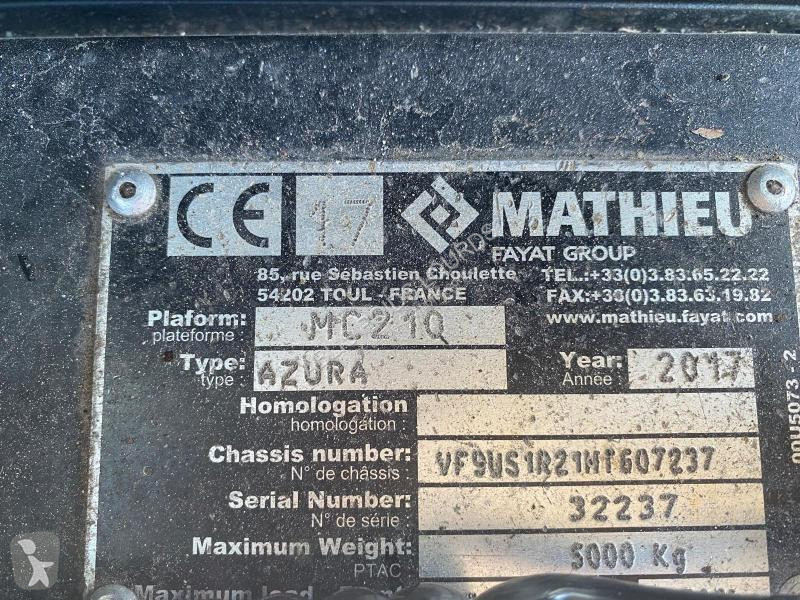 CE 17 MATHIEU
FAYAT GROUP
85, rue Sébastien Choulette TEL.:+33(0)3.83.65.22.22
54202 TOUL - FRANCE FAX:+33(0)3.83.63.19.82
www.mathieu.fayat.com
Plaform: MC210
plateforme :
Type: AZURA Year: 2017
type : Année :
Homologation
homologation :
Chassis number: VF9US1R21MT607237
N° de châssis :
Serial Number: 32237
N° de série :
Maximum Weight: 5000 Kg
PTAC
Maximum load
00U5073 - 2